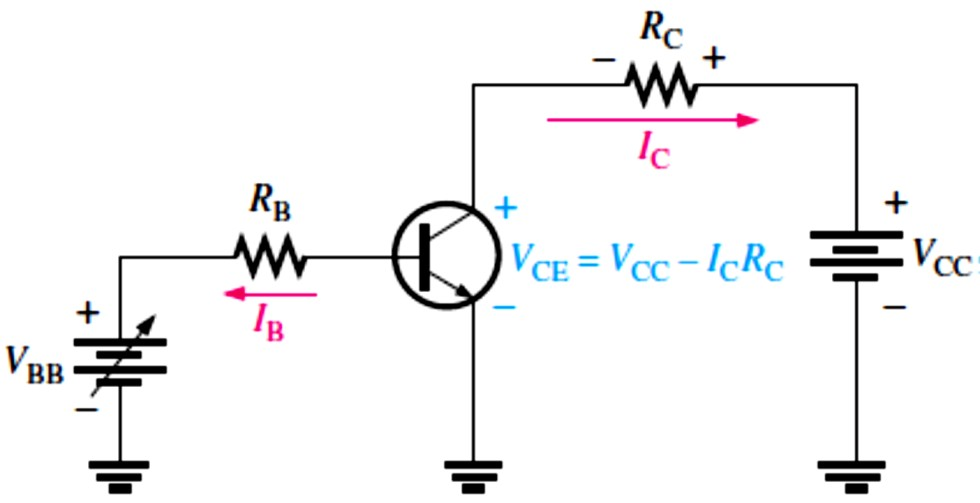 R_C
− +
I_C
R_B
I_B
+
V_CE = V_CC − I_C R_C
−
+
V_CC
−
+
V_BB
−